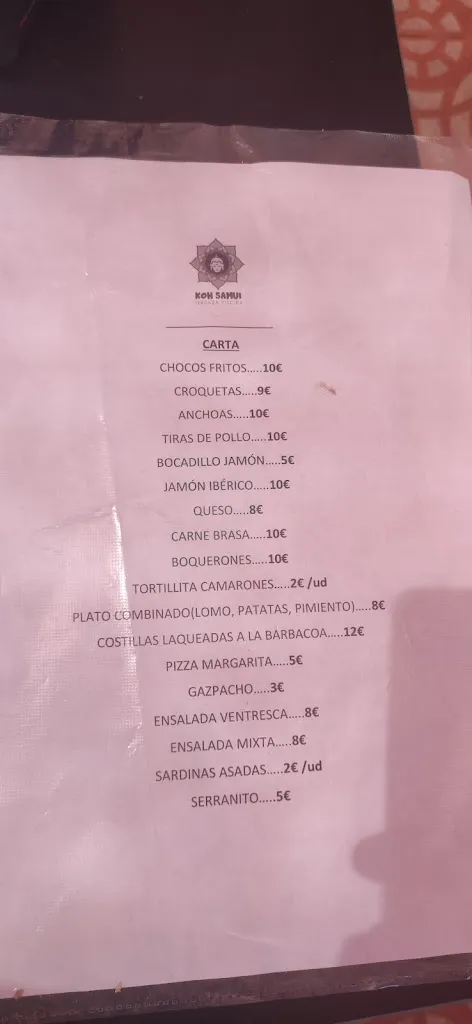 KOH SAMUI
TERRAZA PISCINA
CARTA
CHOCOS FRITOS.....10€
CROQUETAS.....9€
ANCHOAS.....10€
TIRAS DE POLLO.....10€
BOCADILLO JAMÓN.....5€
JAMÓN IBÉRICO.....10€
QUESO.....8€
CARNE BRASA.....10€
BOQUERONES.....10€
TORTILLITA CAMARONES.....2€ /ud
PLATO COMBINADO(LOMO, PATATAS, PIMIENTO).....8€
COSTILLAS LAQUEADAS A LA BARBACOA.....12€
PIZZA MARGARITA.....5€
GAZPACHO.....3€
ENSALADA VENTRESCA.....8€
ENSALADA MIXTA.....8€
SARDINAS ASADAS.....2€ /ud
SERRANITO.....5€